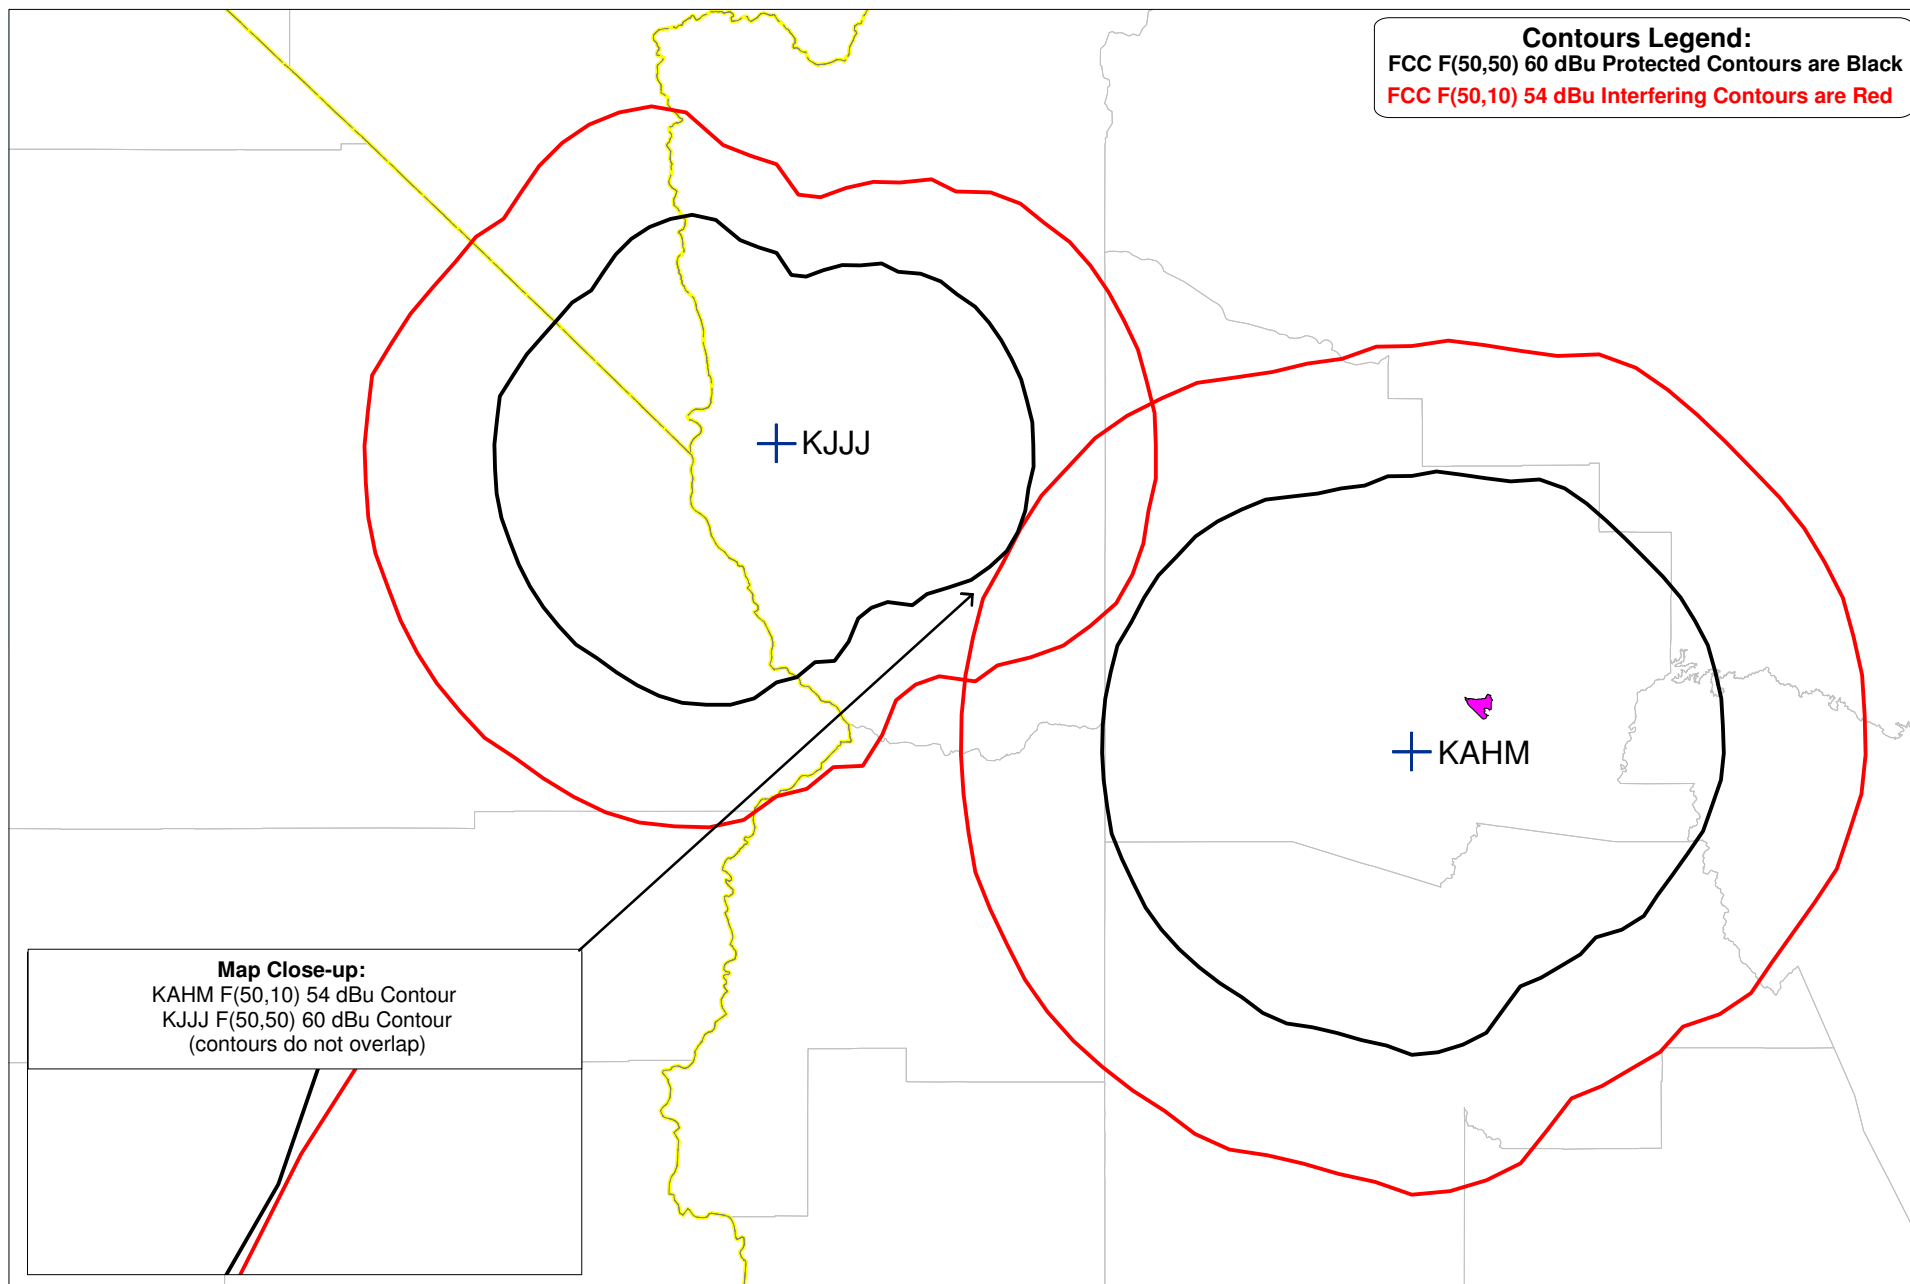 Contours Legend:
FCC F(50,50) 60 dBu Protected Contours are Black
FCC F(50,10) 54 dBu Interfering Contours are Red
KJJJ
KAHM
Map Close-up:
KAHM F(50,10) 54 dBu Contour
KJJJ F(50,50) 60 dBu Contour
(contours do not overlap)